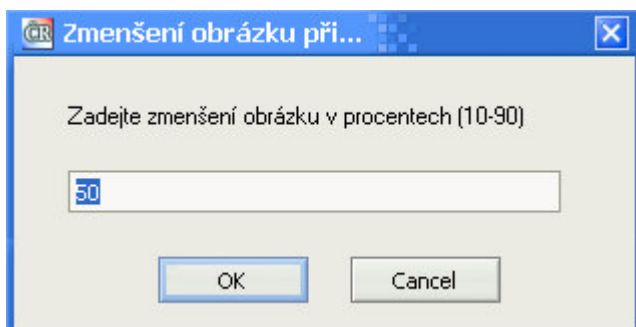 ČR Zmenšení obrázku při...
Zadejte zmenšení obrázku v procentech (10-90)
50
OK Cancel